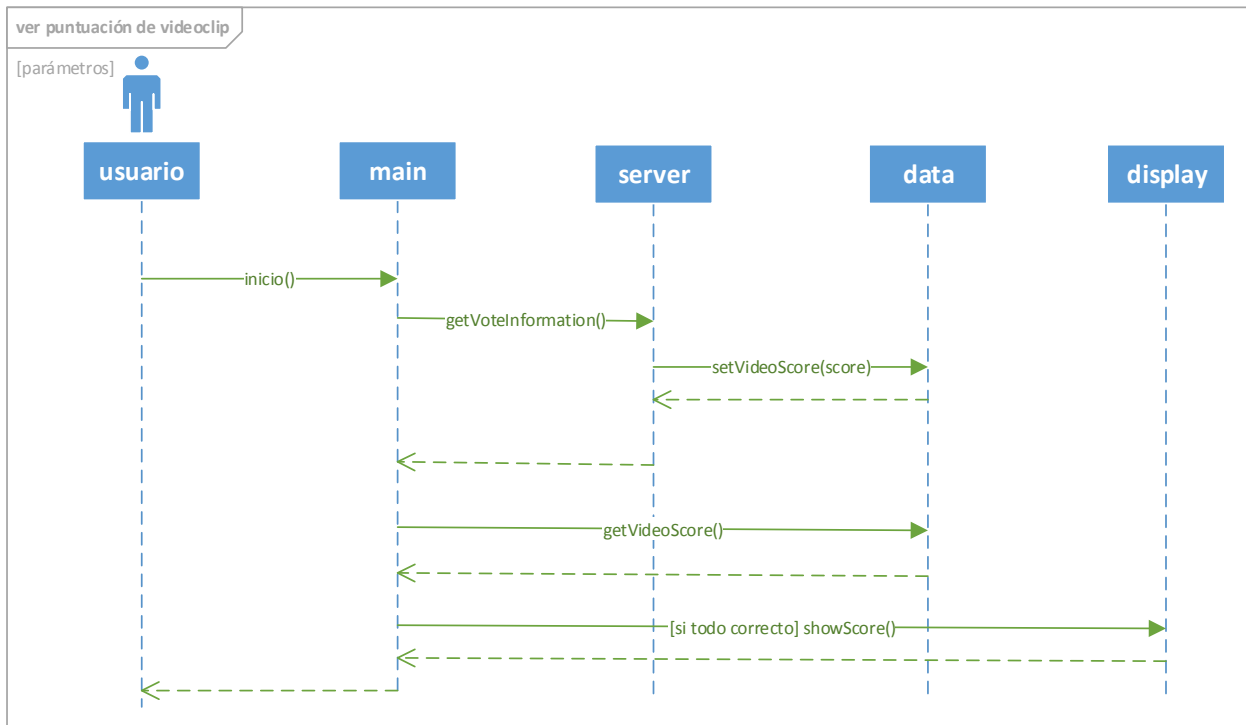 ver puntuación de videoclip
[parámetros]
usuario
main
server
data
display
inicio()
getVoteInformation()
setVideoScore(score)
getVideoScore()
[si todo correcto] showScore()